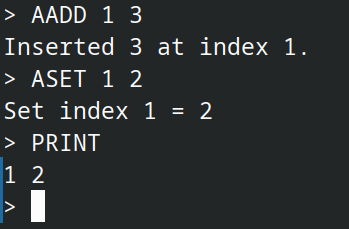 > AADD 1 3
Inserted 3 at index 1.
> ASET 1 2
Set index 1 = 2
> PRINT
1 2
>